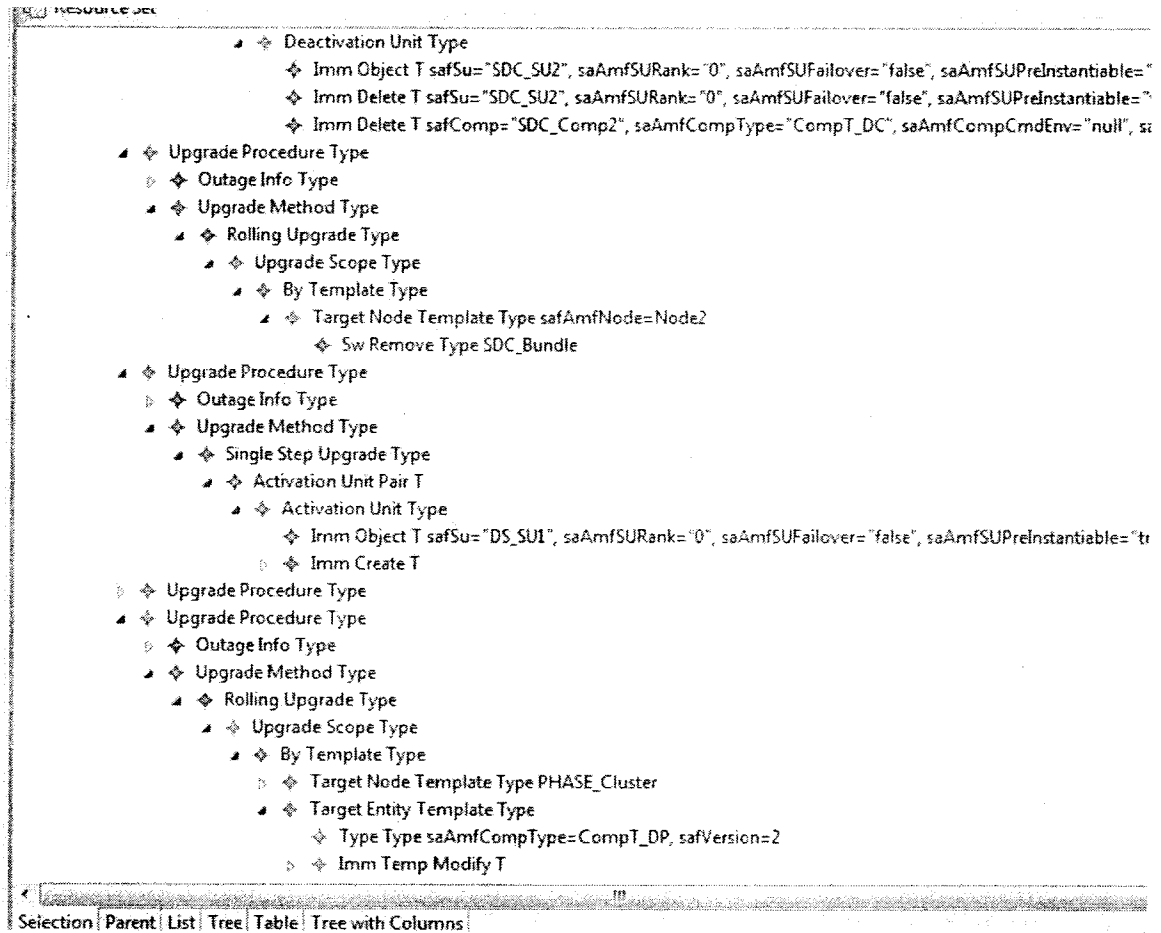 Resource Set
Deactivation Unit Type
Imm Object T safSu="SDC_SU2", saAmfSURank="0", saAmfSUFailover="false", saAmfSUPreInstantiable="
Imm Delete T safSu="SDC_SU2", saAmfSURank="0", saAmfSUFailover="false", saAmfSUPreInstantiable="
Imm Delete T safComp="SDC_Comp2", saAmfCompType="CompT_DC", saAmfCompCmdEnv="null", sa
Upgrade Procedure Type
Outage Info Type
Upgrade Method Type
Rolling Upgrade Type
Upgrade Scope Type
By Template Type
Target Node Template Type safAmfNode=Node2
Sw Remove Type SDC_Bundle
Upgrade Procedure Type
Outage Info Type
Upgrade Method Type
Single Step Upgrade Type
Activation Unit Pair T
Activation Unit Type
Imm Object T safSu="DS_SU1", saAmfSURank="0", saAmfSUFailover="false", saAmfSUPreInstantiable="tr
Imm Create T
Upgrade Procedure Type
Upgrade Procedure Type
Outage Info Type
Upgrade Method Type
Rolling Upgrade Type
Upgrade Scope Type
By Template Type
Target Node Template Type PHASE_Cluster
Target Entity Template Type
Type Type saAmfCompType=CompT_DP, safVersion=2
Imm Temp Modify T
Selection Parent List Tree Table Tree with Columns